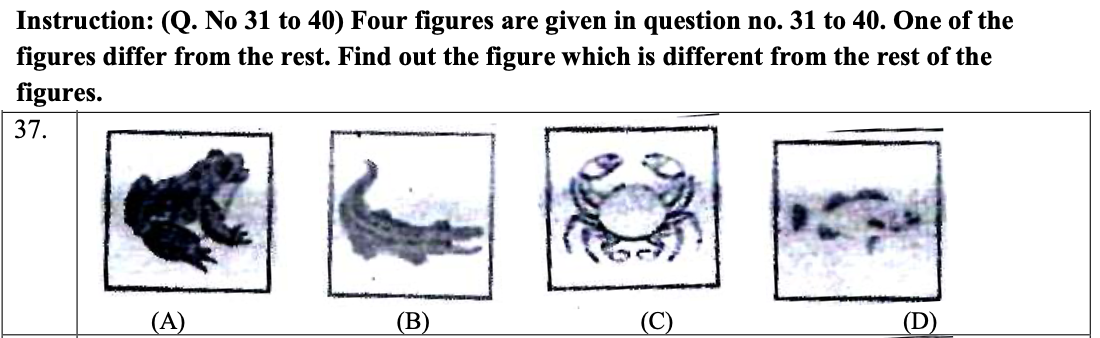 Instruction: (Q. No 31 to 40) Four figures are given in question no. 31 to 40. One of the
figures differ from the rest. Find out the figure which is different from the rest of the
figures.
37.
(A) (B) (C) (D)